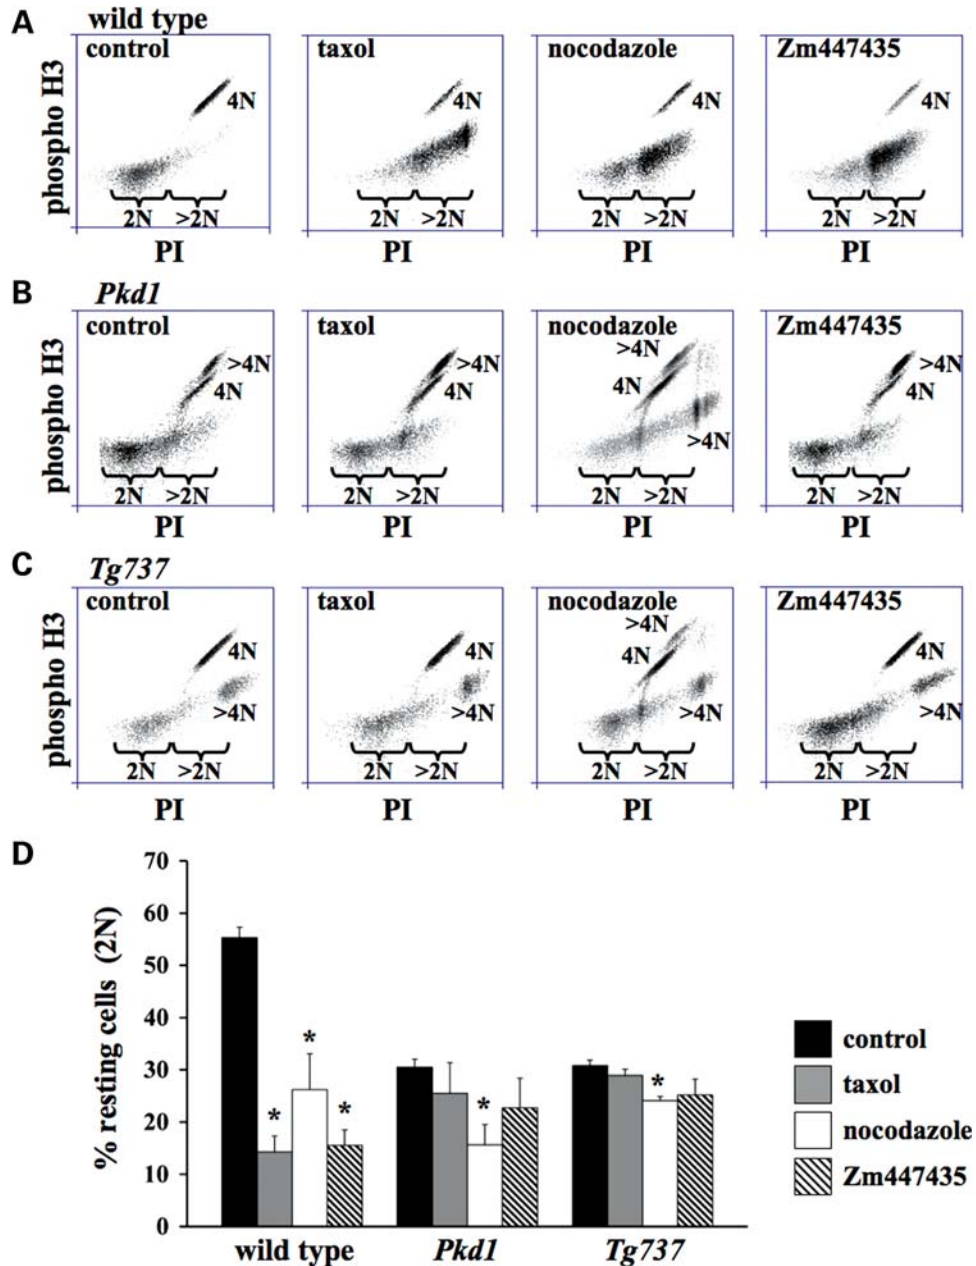 A
wild type
control
taxol
nocodazole
Zm447435
phospho H3
4N
4N
4N
4N
2N >2N
2N >2N
2N >2N
2N >2N
PI
PI
PI
PI
B
Pkd1
control
taxol
nocodazole
Zm447435
phospho H3
>4N
4N
>4N
4N
>4N
4N
>4N
>4N
4N
2N >2N
2N >2N
2N >2N
2N >2N
PI
PI
PI
PI
C
Tg737
control
taxol
nocodazole
Zm447435
phospho H3
4N
>4N
4N
>4N
>4N
4N
>4N
4N
>4N
2N >2N
2N >2N
2N >2N
2N >2N
PI
PI
PI
PI
D
% resting cells (2N)
70
60
50
40
30
20
10
0
*
*
*
*
*
wild type
Pkd1
Tg737
control
taxol
nocodazole
Zm447435